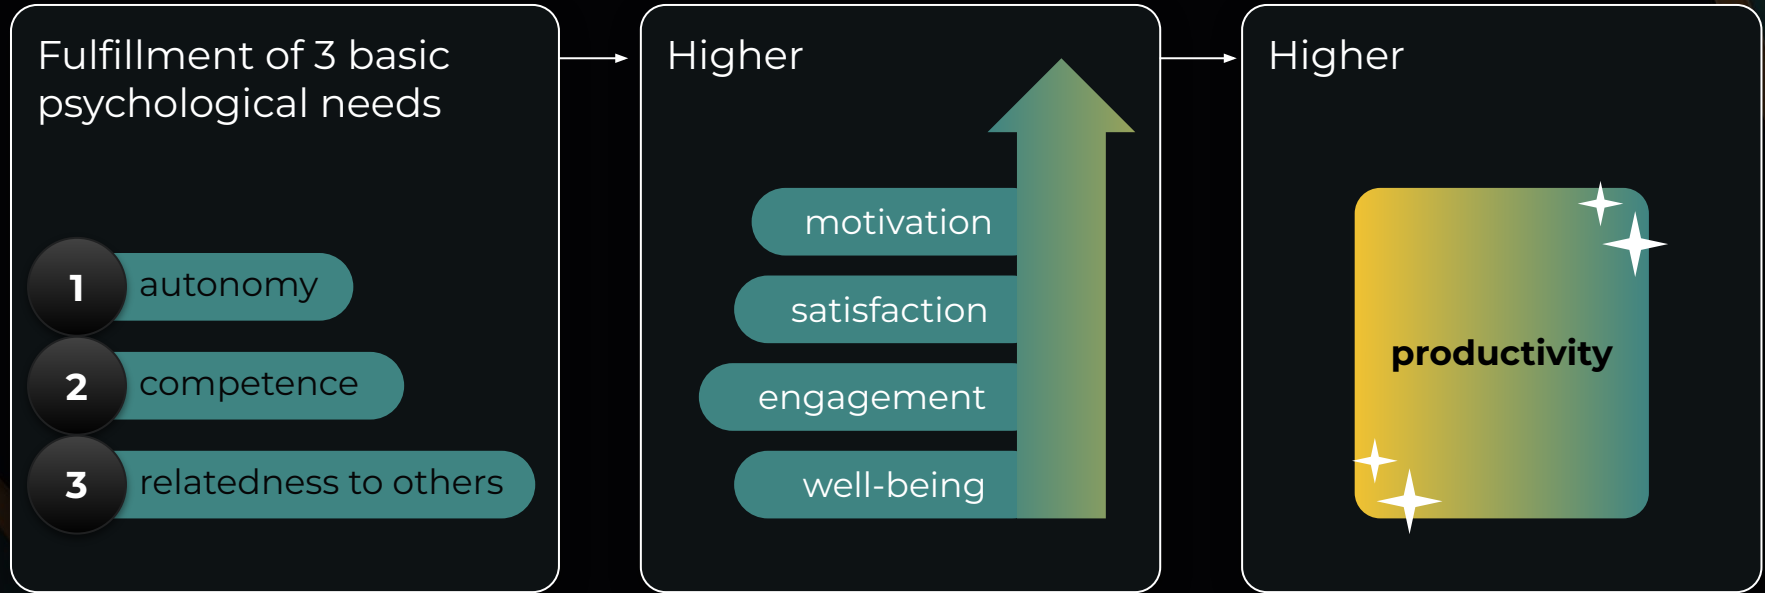 Fulfillment of 3 basic
psychological needs
1 autonomy
2 competence
3 relatedness to others
Higher
motivation
satisfaction
engagement
well-being
Higher
productivity